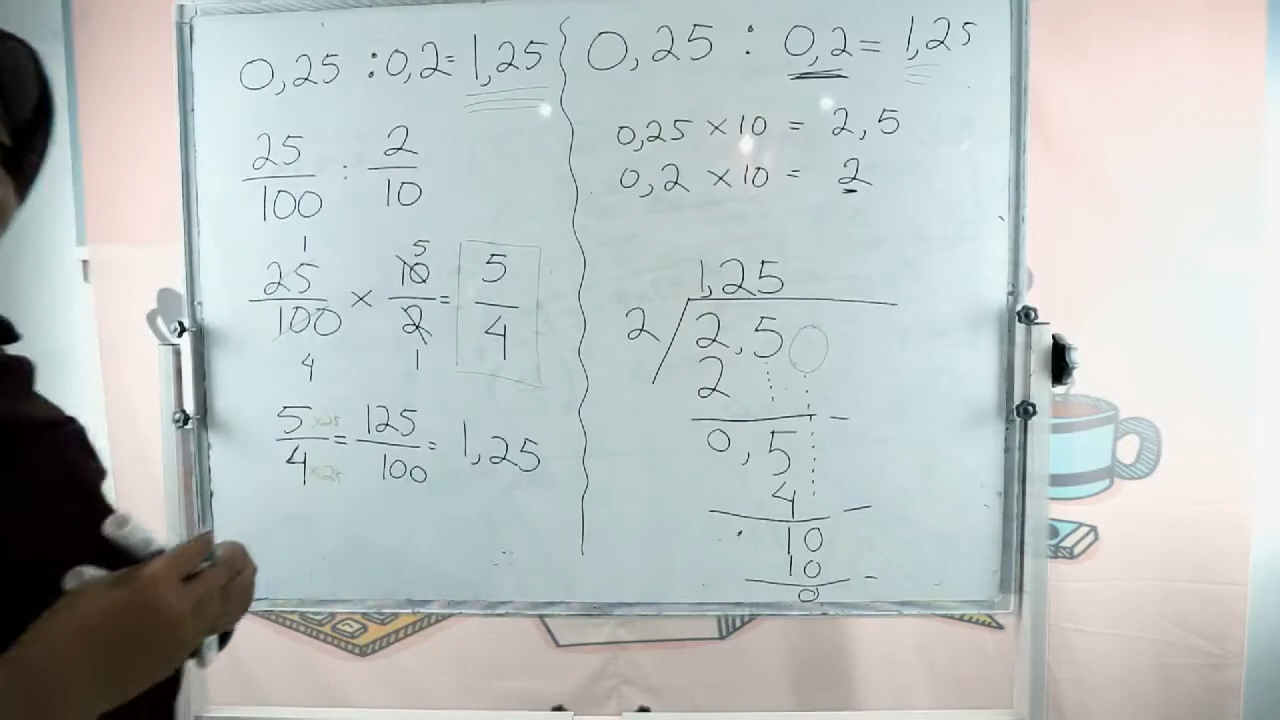 0,25 : 0,2 = 1,25
25/100 : 2/10
1 5
25/100 × 10/2 = 5/4
4 1
5/4 ×25/×25 = 125/100 = 1,25
0,25 : 0,2 = 1,25
0,25 × 10 = 2,5
0,2 × 10 = 2
1,25
2 / 2,50
2
0,5
4
10
10
0